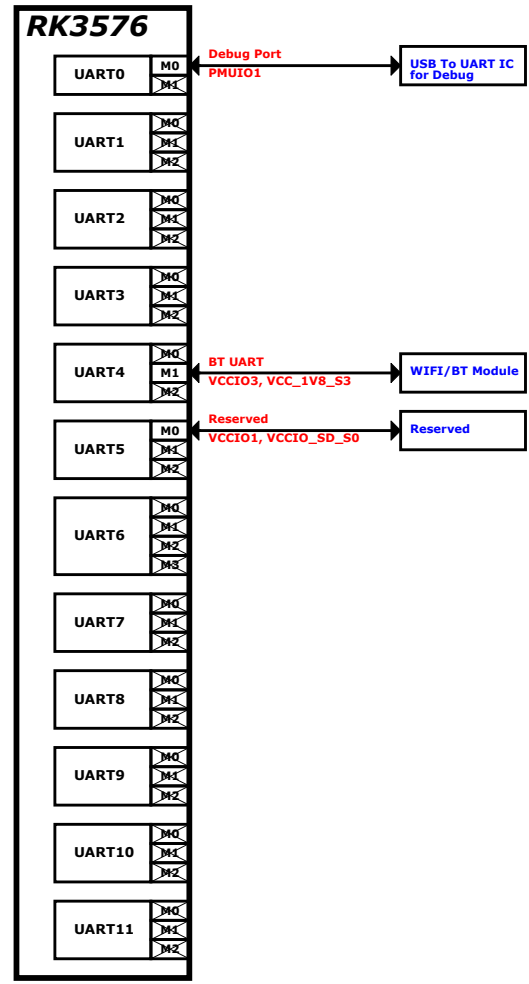 RK3576
UART0
M0
M1
Debug Port
PMUIO1
USB To UART IC
for Debug
UART1
M0
M1
M2
UART2
M0
M1
M2
UART3
M0
M1
M2
UART4
M0
M1
M2
BT UART
VCCIO3, VCC_1V8_S3
WIFI/BT Module
UART5
M0
M1
M2
Reserved
VCCIO1, VCCIO_SD_S0
Reserved
UART6
M0
M1
M2
M3
UART7
M0
M1
M2
UART8
M0
M1
M2
UART9
M0
M1
M2
UART10
M0
M1
M2
UART11
M0
M1
M2